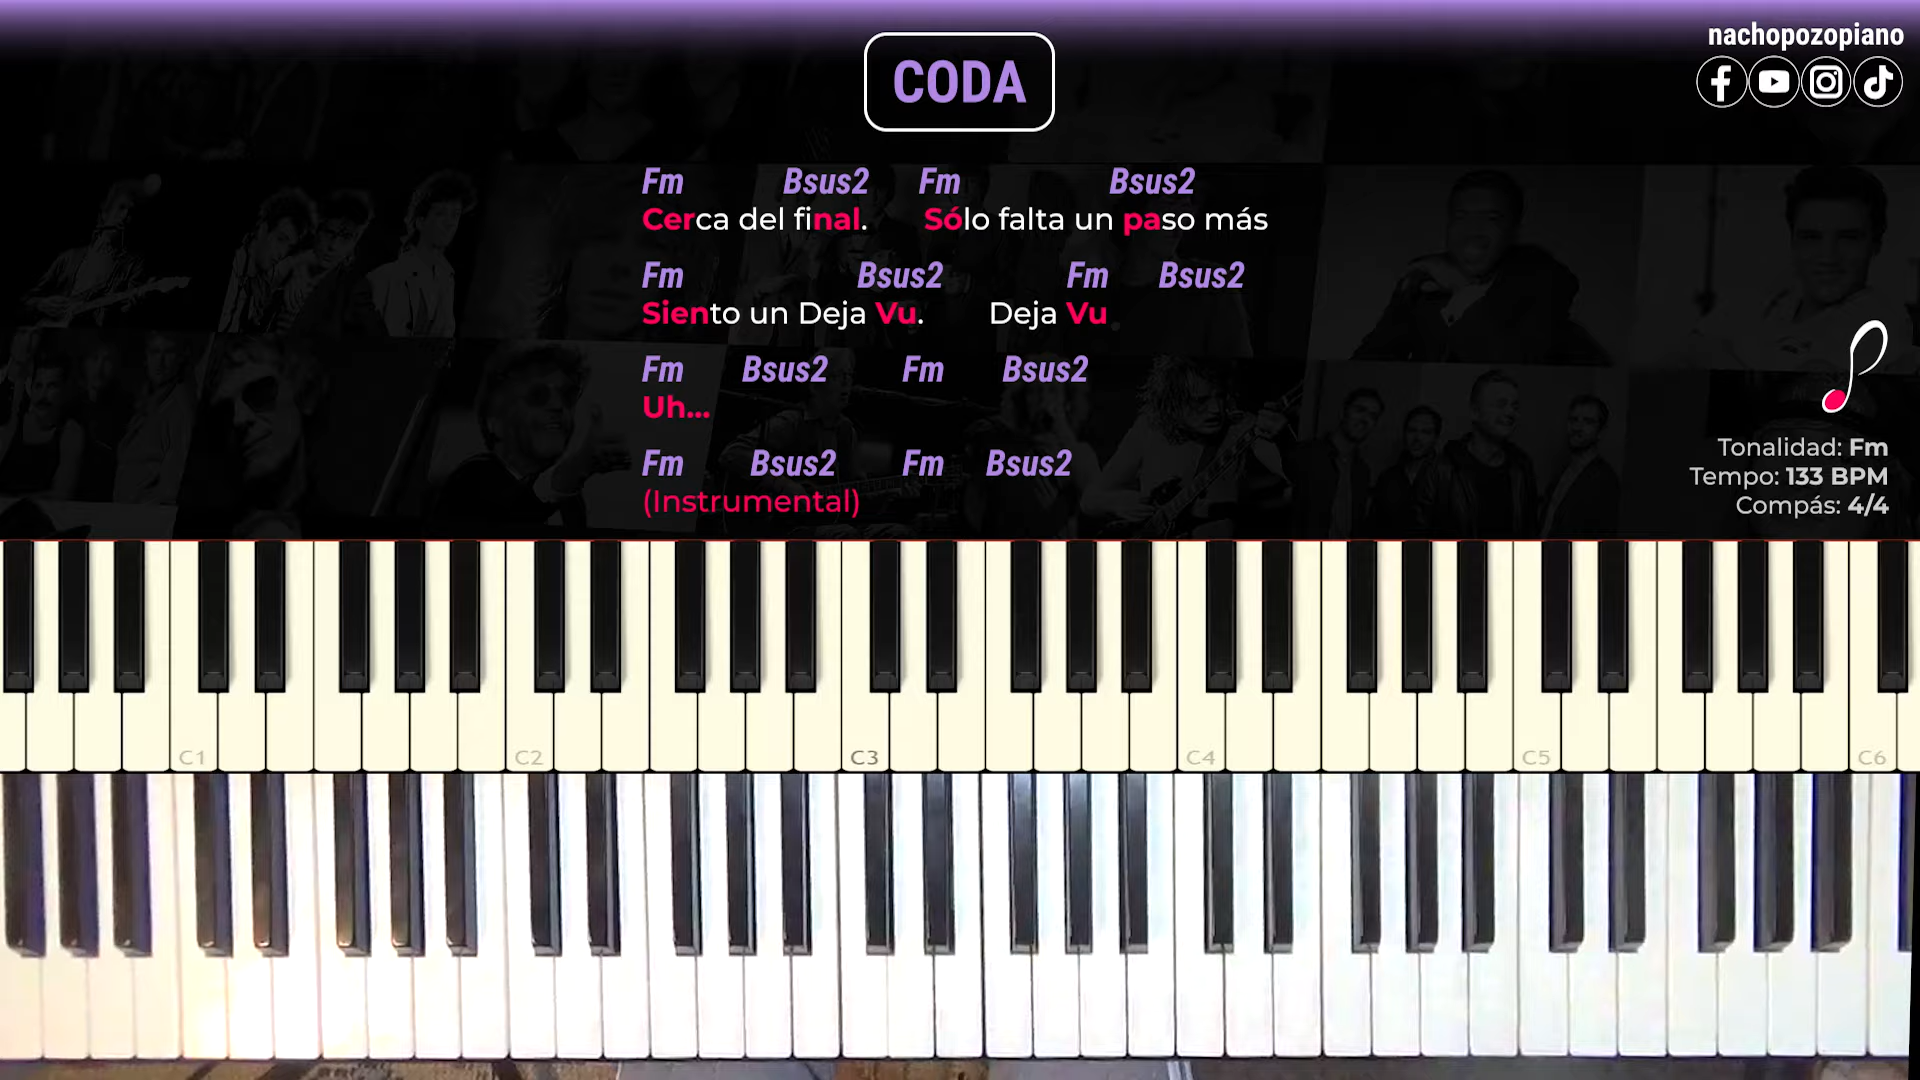 nachopozopiano
CODA
Fm Bsus2 Fm Bsus2
Cerca del final. Sólo falta un paso más
Fm Bsus2 Fm Bsus2
Siento un Deja Vu. Deja Vu
Fm Bsus2 Fm Bsus2
Uh...
Fm Bsus2 Fm Bsus2
(Instrumental)
Tonalidad: Fm
Tempo: 133 BPM
Compás: 4/4
C1 C2 C3 C4 C5 C6